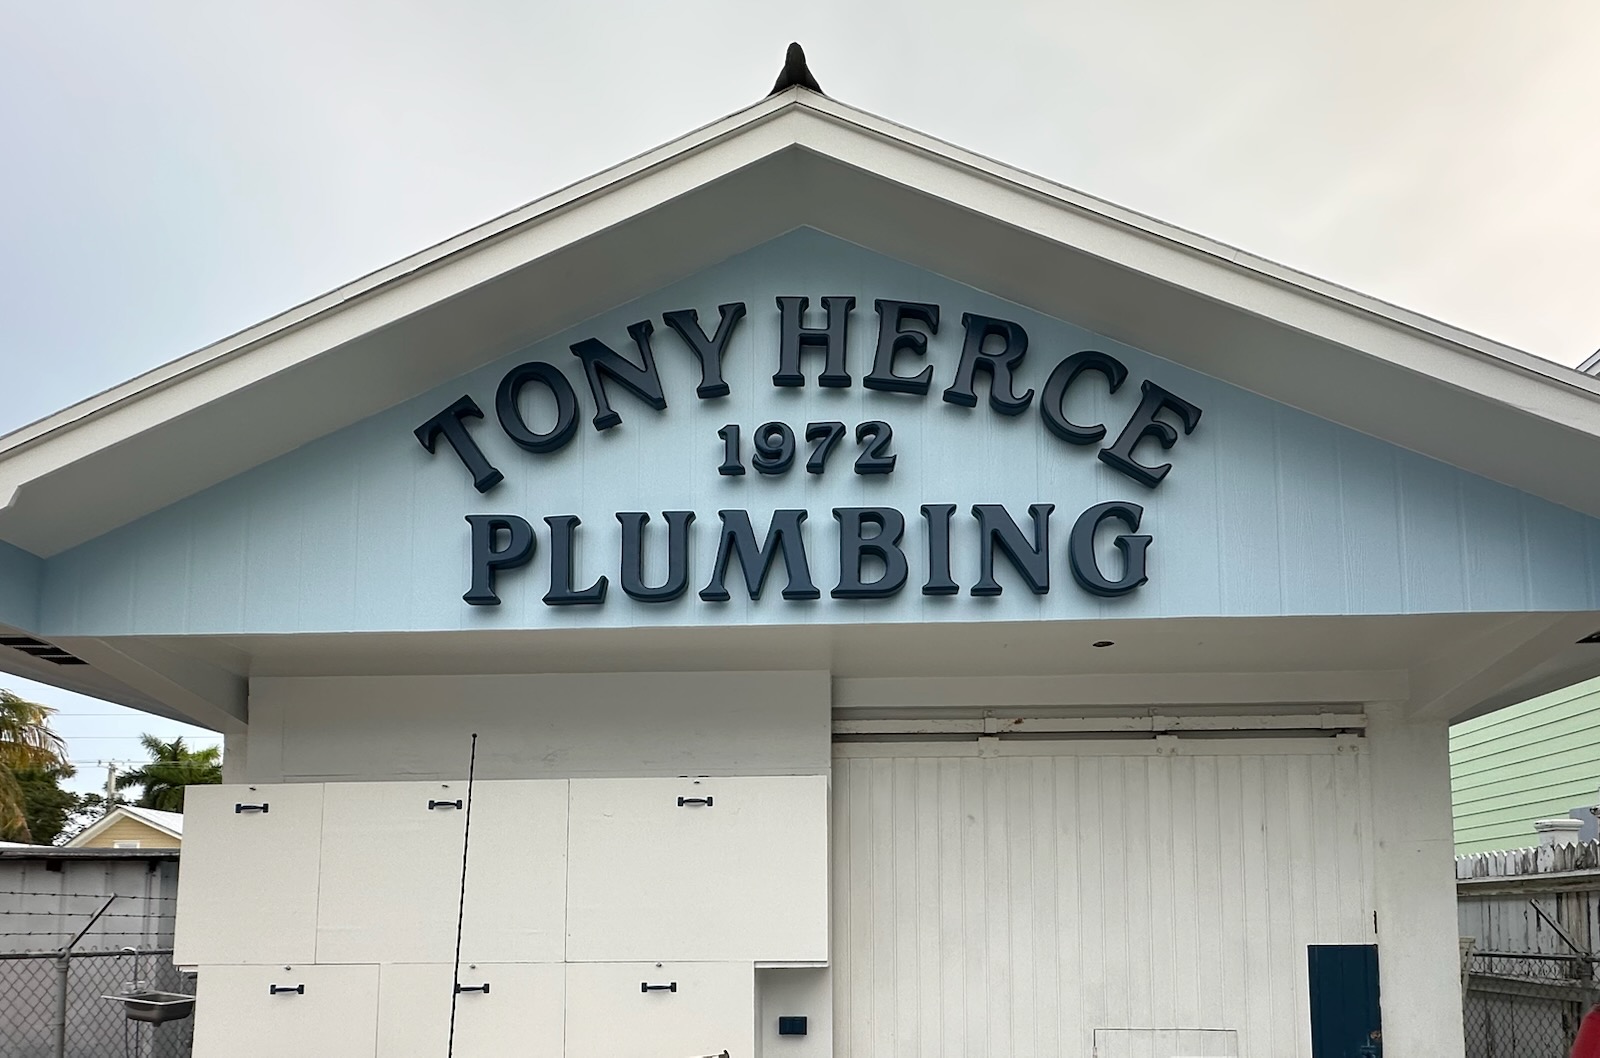 TONY HERCE
1972
PLUMBING